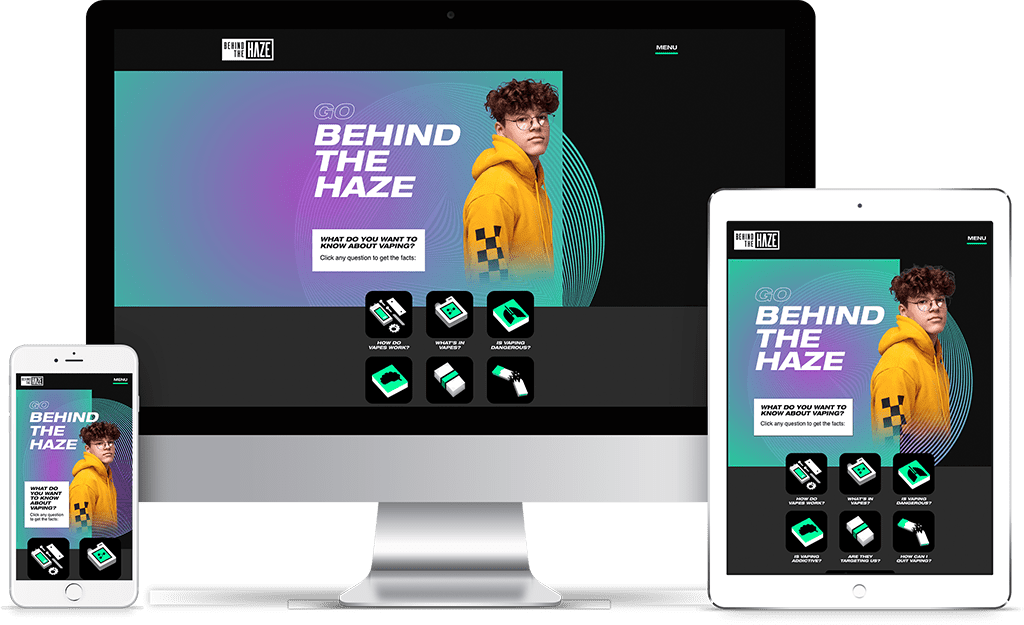 BEHIND
THE
HAZE
MENU
GO
BEHIND
THE
HAZE
WHAT DO YOU WANT TO
KNOW ABOUT VAPING?
Click any question to get the facts:
HOW DO
VAPES WORK?
WHAT'S IN
VAPES?
IS VAPING
DANGEROUS?
BEHIND
THE
HAZE
MENU
GO
BEHIND
THE
HAZE
WHAT DO YOU WANT TO
KNOW ABOUT VAPING?
Click any question to get the facts:
HOW DO
VAPES WORK?
WHAT'S IN
VAPES?
IS VAPING
DANGEROUS?
IS VAPING
ADDICTIVE?
ARE THEY
TARGETING US?
HOW CAN I
QUIT VAPING?
BEHIND
THE
HAZE
MENU
GO
BEHIND
THE
HAZE
WHAT DO
YOU WANT
TO KNOW
ABOUT
VAPING?
Click any question
to get the facts: